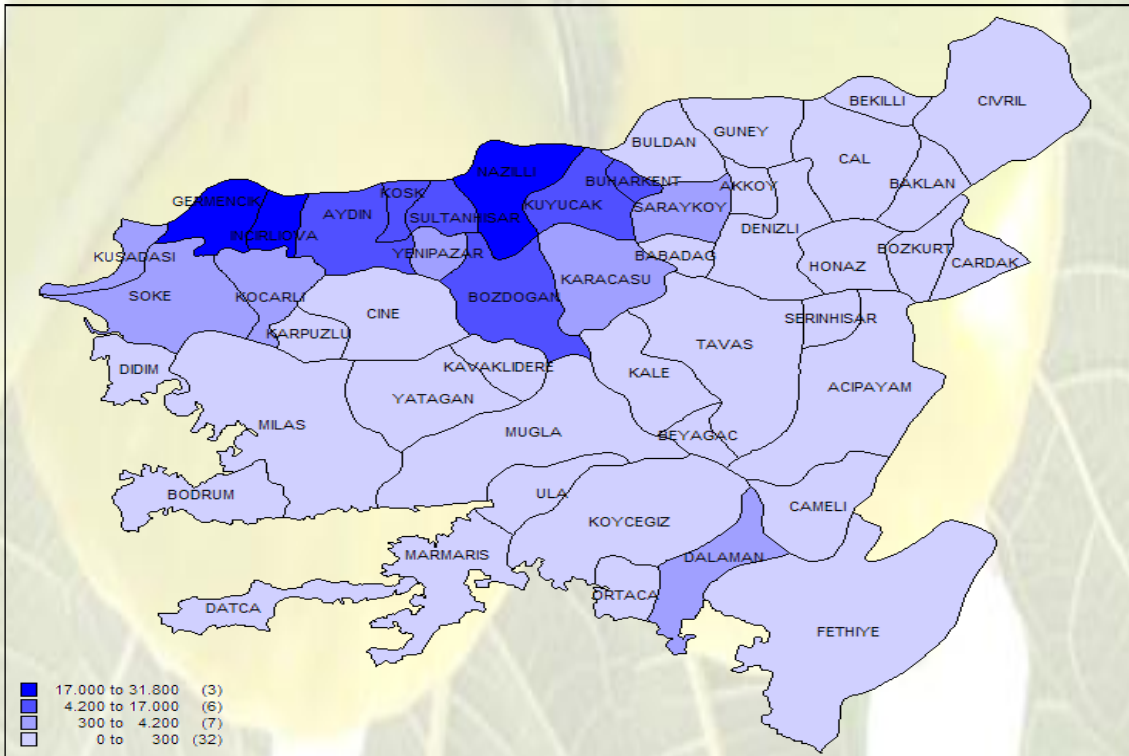 BEKILLI
CIVRIL
GUNEY
BULDAN
CAL
NAZILLI
BUHARKENT
AKKOY
BAKLAN
KOSK
GERMENCIK
SARAYKOY
KUYUCAK
AYDIN
SULTANHISAR
DENIZLI
INCIRLIOVA
BOZKURT
YENIPAZAR
KUSADASI
BABADAG
HONAZ
CARDAK
KARACASU
SOKE
KOCARLI
BOZDOGAN
CINE
SERINHISAR
KARPUZLU
TAVAS
DIDIM
KAVAKLIDERE
KALE
ACIPAYAM
YATAGAN
MILAS
MUGLA
BEYAGAC
BODRUM
ULA
CAMELI
KOYCEGIZ
MARMARIS
DALAMAN
ORTACA
DATCA
FETHIYE
17.000 to 31.800 (3)
4.200 to 17.000 (6)
300 to 4.200 (7)
0 to 300 (32)